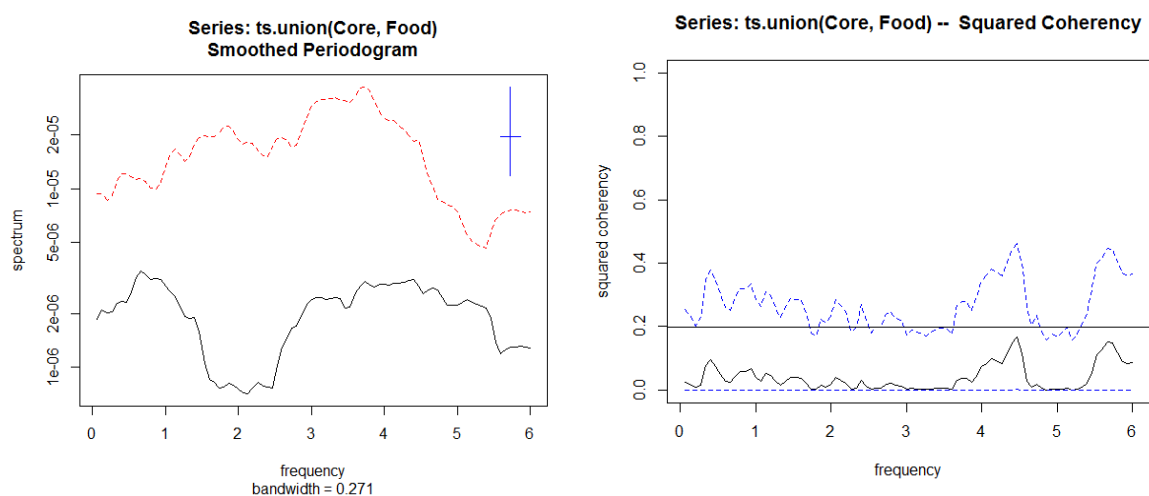 Series: ts.union(Core, Food)
Smoothed Periodogram
spectrum
2e-05
1e-05
5e-06
2e-06
1e-06
0 1 2 3 4 5 6
frequency
bandwidth = 0.271
Series: ts.union(Core, Food) -- Squared Coherency
squared coherency
1.0
0.8
0.6
0.4
0.2
0.0
0 1 2 3 4 5 6
frequency